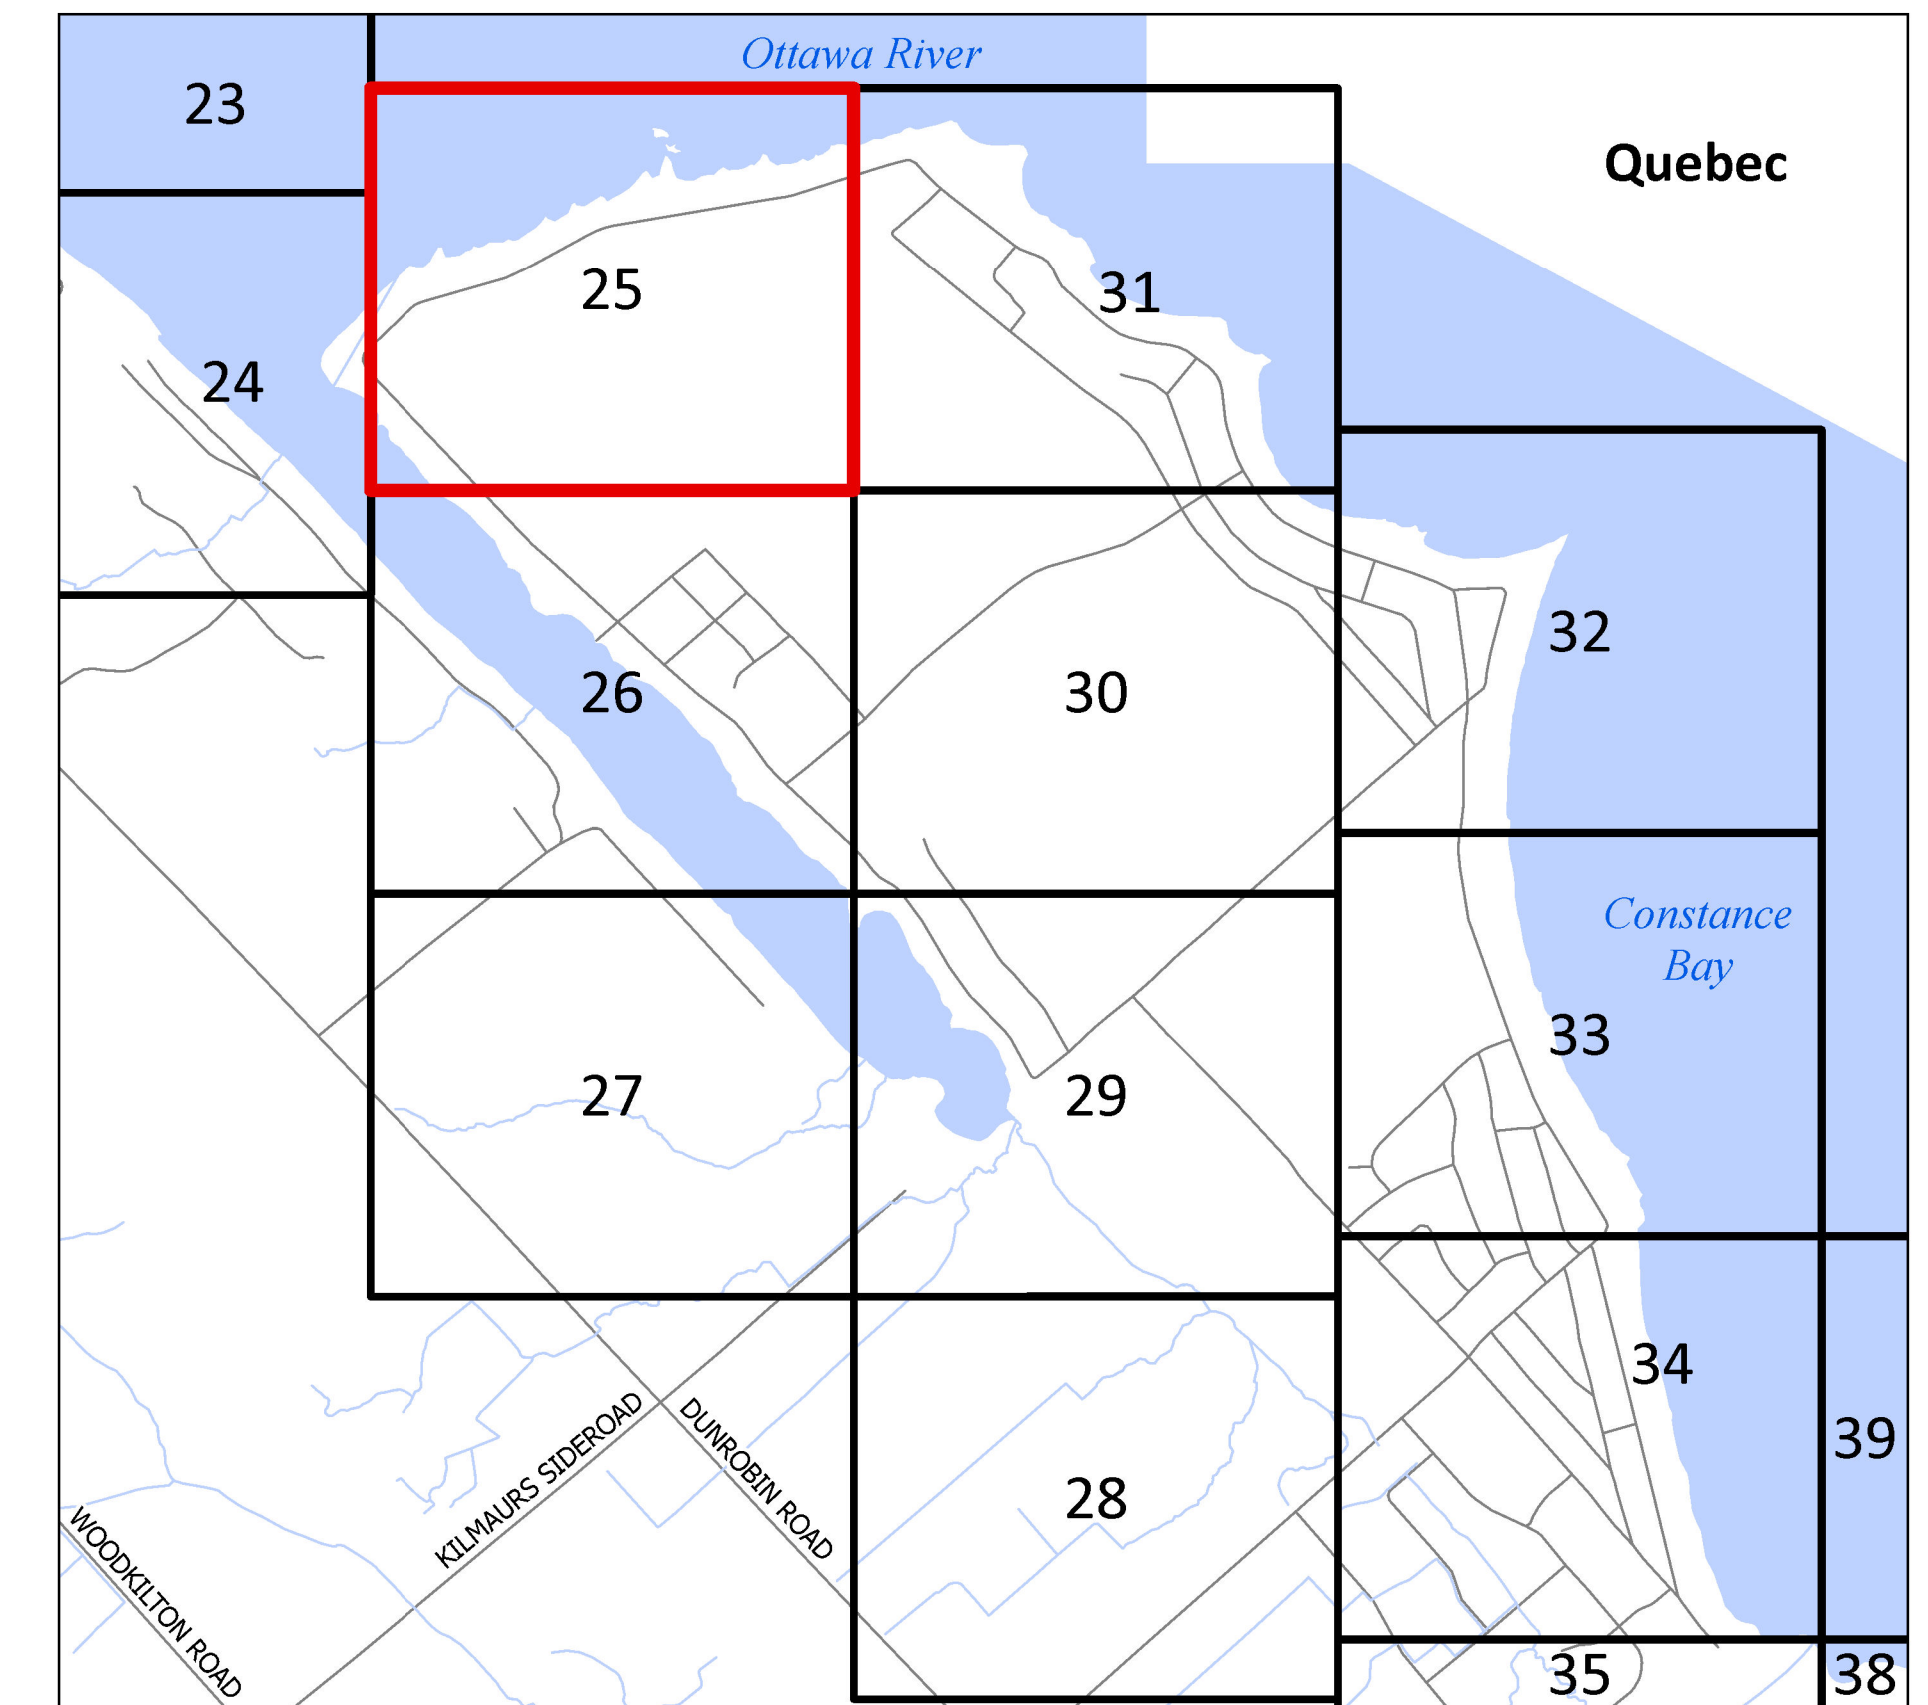 Ottawa River
23
Quebec
25
31
24
32
26
30
Constance
Bay
33
27
29
34
KILMAURS SIDEROAD
DUNROBIN ROAD
39
28
WOODKILTON ROAD
35
38